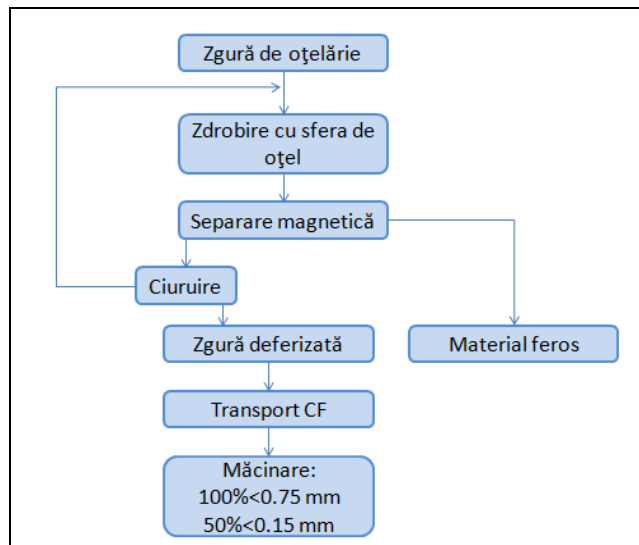 Zgură de oţelărie
Zdrobire cu sfera de
oţel
Separare magnetică
Ciuruire
Zgură deferizată
Material feros
Transport CF
Măcinare:
100%<0.75 mm
50%<0.15 mm